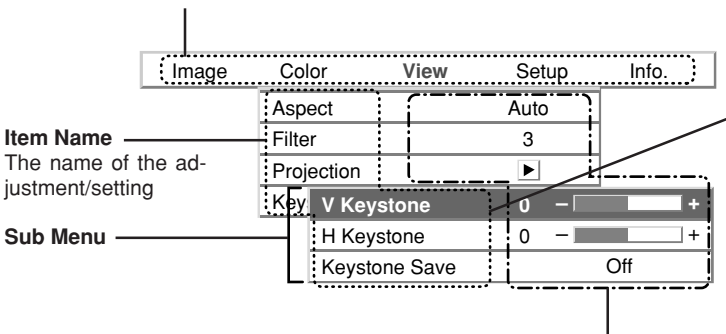 Image Color View Setup Info.
Aspect Auto
Item Name
Filter 3
The name of the ad-
justment/setting
Projection ▶
Key
V Keystone 0 − +
Sub Menu
H Keystone 0 − +
Keystone Save Off